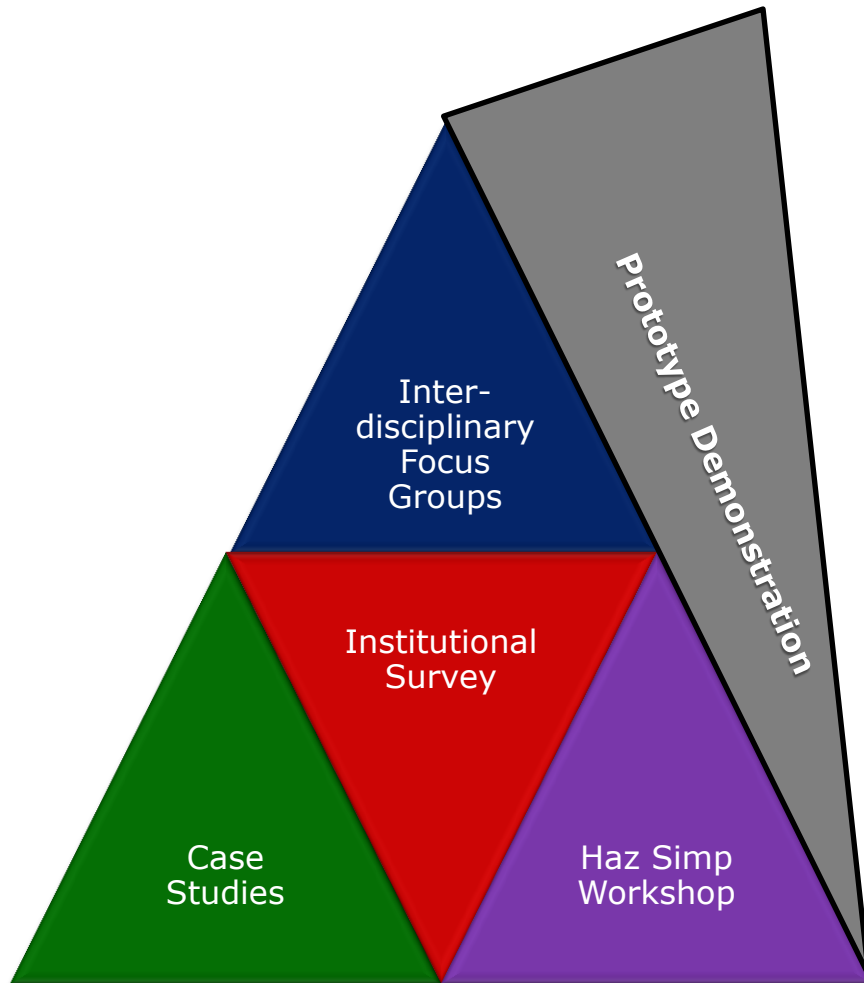 Inter-
disciplinary
Focus
Groups
Prototype Demonstration
Institutional
Survey
Case
Studies
Haz Simp
Workshop